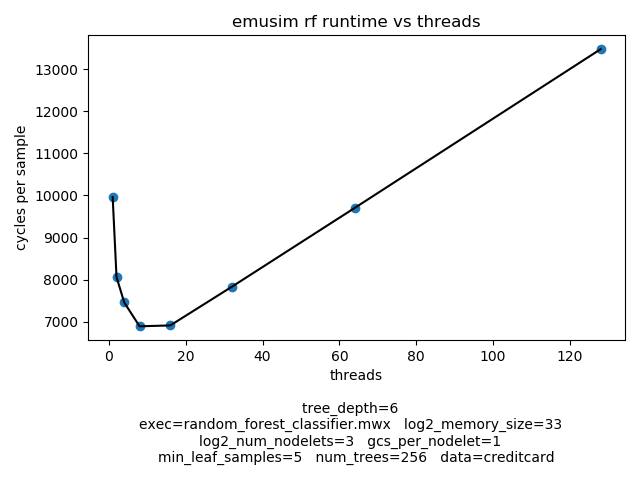 emusim rf runtime vs threads
13000
12000
11000
10000
9000
8000
7000
cycles per sample
0 20 40 60 80 100 120
threads
tree_depth=6
exec=random_forest_classifier.mwx log2_memory_size=33
log2_num_nodelets=3 gcs_per_nodelet=1
min_leaf_samples=5 num_trees=256 data=creditcard